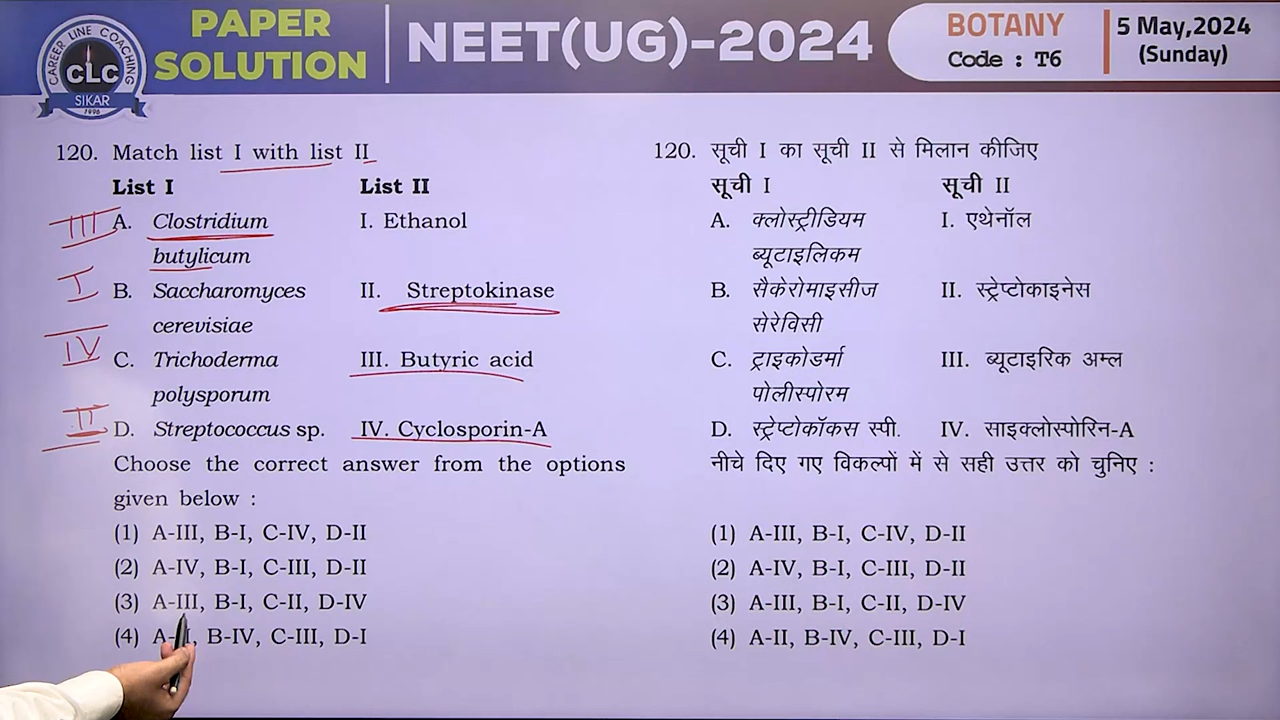 CAREER LINE COACHING
CLC
SIKAR
1996
PAPER
SOLUTION
NEET(UG)-2024
BOTANY
Code : T6
5 May,2024
(Sunday)
120. Match list I with list II
List I List II
III A. Clostridium I. Ethanol
butylicum
I B. Saccharomyces II. Streptokinase
cerevisiae
IV C. Trichoderma III. Butyric acid
polysporum
II D. Streptococcus sp. IV. Cyclosporin-A
Choose the correct answer from the options
given below :
(1) A-III, B-I, C-IV, D-II
(2) A-IV, B-I, C-III, D-II
(3) A-III, B-I, C-II, D-IV
(4) A-II, B-IV, C-III, D-I
120. सूची I का सूची II से मिलान कीजिए
सूची I सूची II
A. क्लोस्ट्रीडियम I. एथेनॉल
ब्यूटाइलिकम
B. सैकेरोमाइसीज II. स्ट्रेप्टोकाइनेस
सेरेविसी
C. ट्राइकोडर्मा III. ब्यूटाइरिक अम्ल
पोलीस्पोरम
D. स्ट्रेप्टोकॉकस स्पी. IV. साइक्लोस्पोरिन-A
नीचे दिए गए विकल्पों में से सही उत्तर को चुनिए :
(1) A-III, B-I, C-IV, D-II
(2) A-IV, B-I, C-III, D-II
(3) A-III, B-I, C-II, D-IV
(4) A-II, B-IV, C-III, D-I